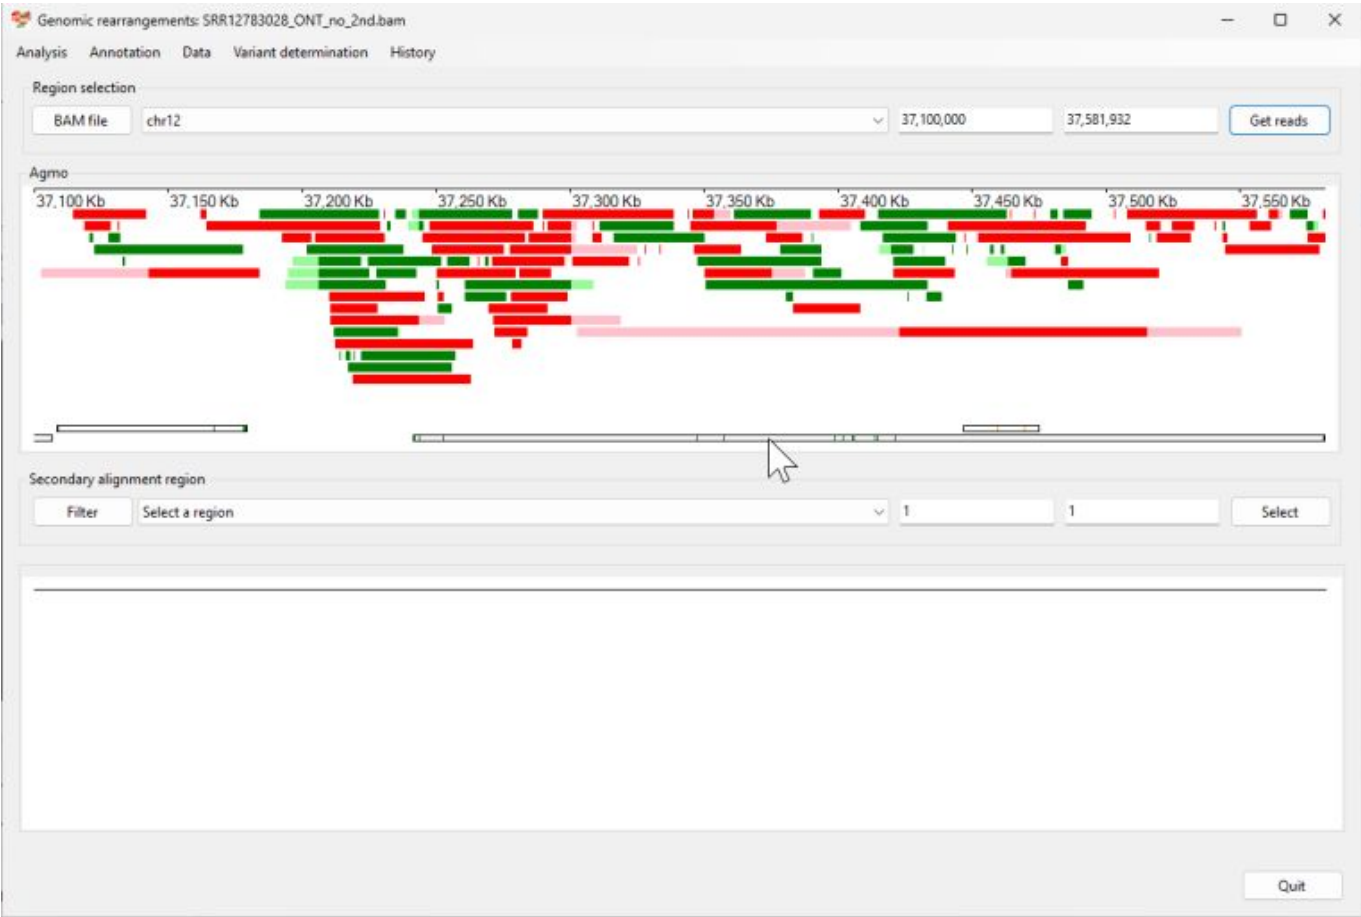 Genomic rearrangements: SRR12783028_ONT_no_2nd.bam
Analysis Annotation Data Variant determination History
Region selection
BAM file chr12 37,100,000 37,581,932 Get reads
Agmo
37,100 Kb 37,150 Kb 37,200 Kb 37,250 Kb 37,300 Kb 37,350 Kb 37,400 Kb 37,450 Kb 37,500 Kb 37,550 Kb
Secondary alignment region
Filter Select a region 1 1 Select
Quit